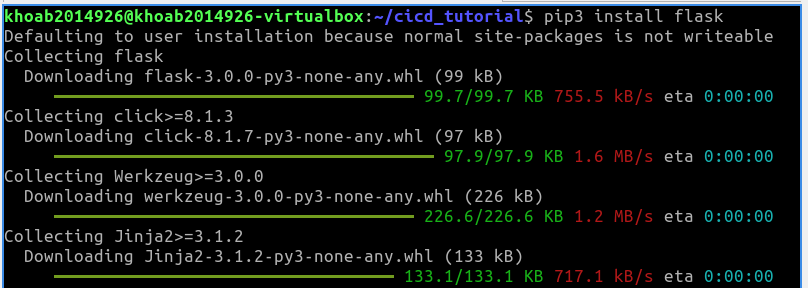 khoab2014926@khoab2014926-virtualbox:~/cicd_tutorial$ pip3 install flask
Defaulting to user installation because normal site-packages is not writeable
Collecting flask
  Downloading flask-3.0.0-py3-none-any.whl (99 kB)
99.7/99.7 KB 755.5 kB/s eta 0:00:00
Collecting click>=8.1.3
  Downloading click-8.1.7-py3-none-any.whl (97 kB)
97.9/97.9 KB 1.6 MB/s eta 0:00:00
Collecting Werkzeug>=3.0.0
  Downloading werkzeug-3.0.0-py3-none-any.whl (226 kB)
226.6/226.6 KB 1.2 MB/s eta 0:00:00
Collecting Jinja2>=3.1.2
  Downloading Jinja2-3.1.2-py3-none-any.whl (133 kB)
133.1/133.1 KB 717.1 kB/s eta 0:00:00